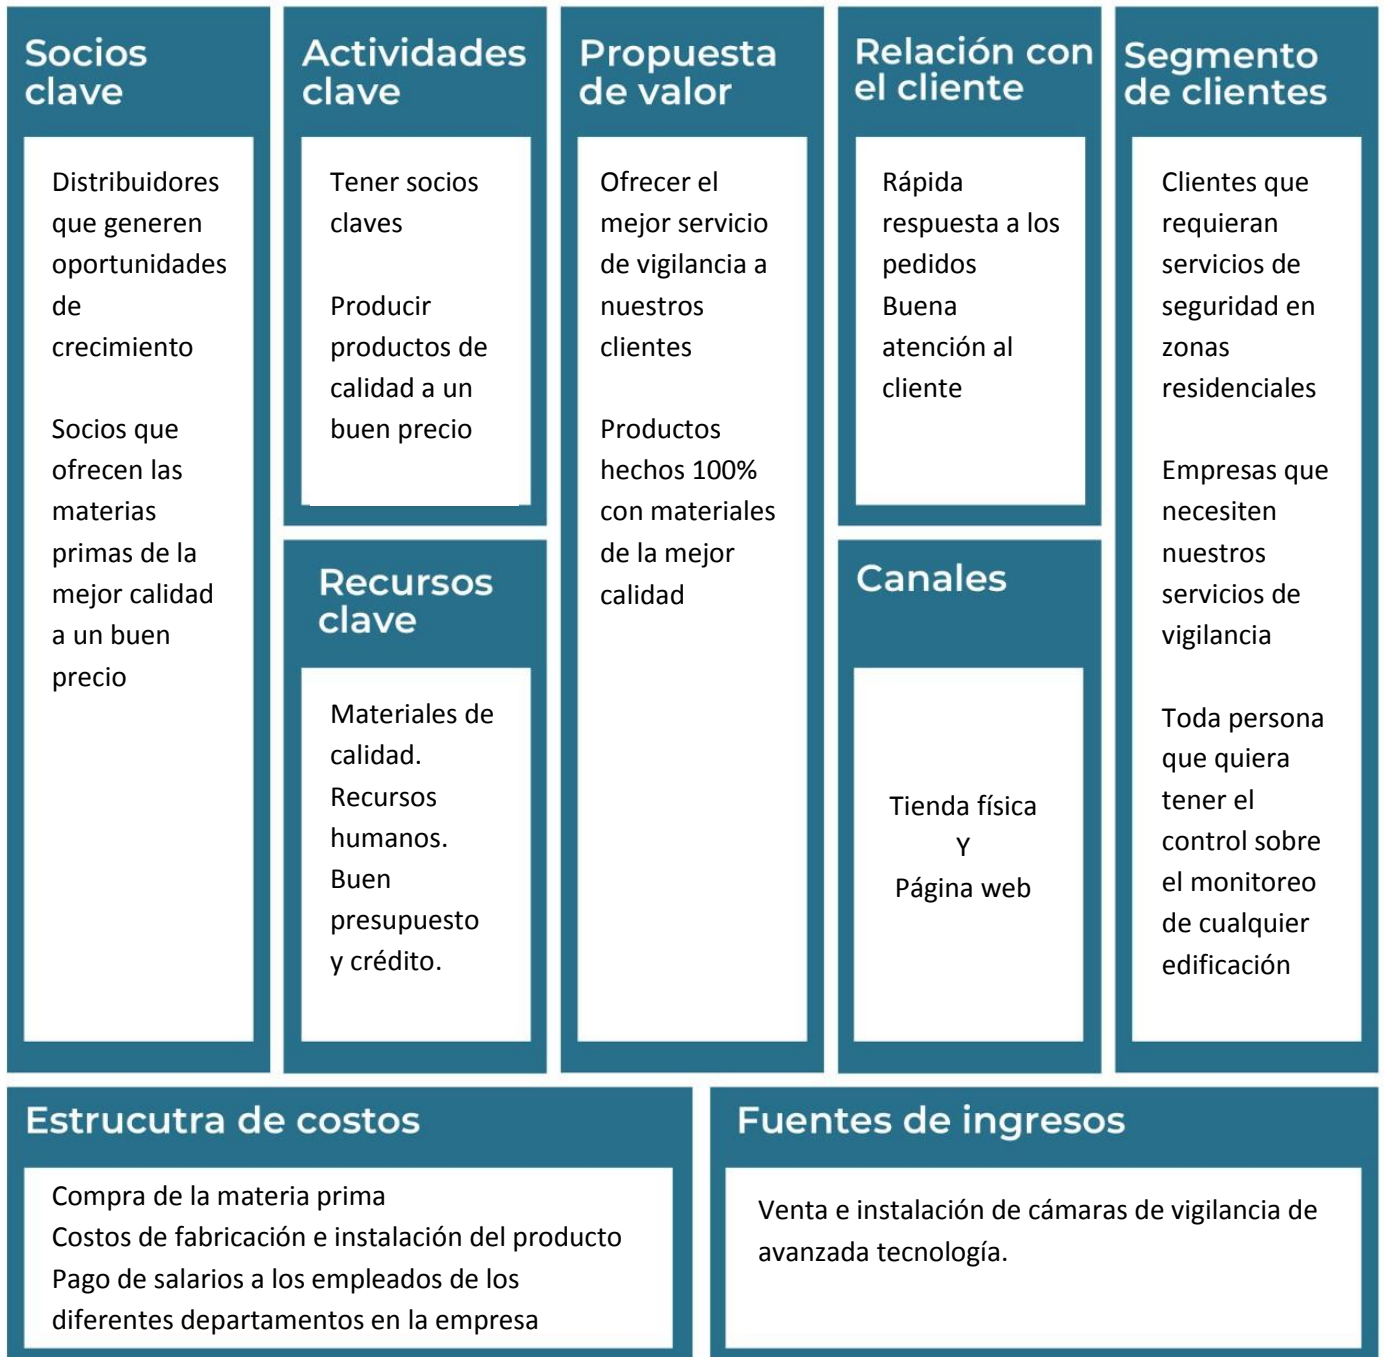 Socios
clave
Distribuidores
que generen
oportunidades
de
crecimiento
Socios que
ofrecen las
materias
primas de la
mejor calidad
a un buen
precio
Actividades
clave
Tener socios
claves
Producir
productos de
calidad a un
buen precio
Recursos
clave
Materiales de
calidad.
Recursos
humanos.
Buen
presupuesto
y crédito.
Propuesta
de valor
Ofrecer el
mejor servicio
de vigilancia a
nuestros
clientes
Productos
hechos 100%
con materiales
de la mejor
calidad
Relación con
el cliente
Rápida
respuesta a los
pedidos
Buena
atención al
cliente
Canales
Tienda física
Y
Página web
Segmento
de clientes
Clientes que
requieran
servicios de
seguridad en
zonas
residenciales
Empresas que
necesiten
nuestros
servicios de
vigilancia
Toda persona
que quiera
tener el
control sobre
el monitoreo
de cualquier
edificación
Estrucutra de costos
Compra de la materia prima
Costos de fabricación e instalación del producto
Pago de salarios a los empleados de los
diferentes departamentos en la empresa
Fuentes de ingresos
Venta e instalación de cámaras de vigilancia de
avanzada tecnología.